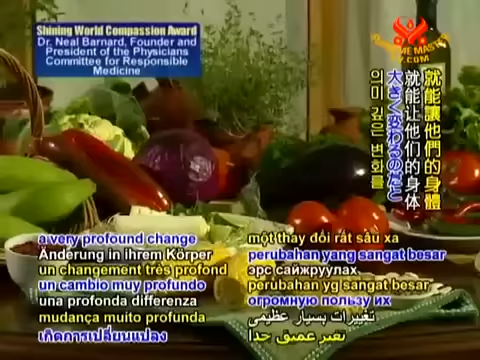 Shining World Compassion Award
Dr. Neal Barnard, Founder and
President of the Physicians
Committee for Responsible
Medicine
SUPREME MASTER
TV.COM
就能讓他們的身體
就能让他们的身体
大きく変わるのだと
의미 깊은 변화를
a very profound change
Änderung in ihrem Körper
un changement très profond
un cambio muy profundo
una profonda differenza
mudança muito profunda
เกิดการเปลี่ยนแปลง
một thay đổi rất sâu xa
perubahan yang sangat besar
эрс сайжруулах
perubahan yg sangat besar
огромную пользу их
تغییرات بسیار عظیمی
تغير عميق جدا